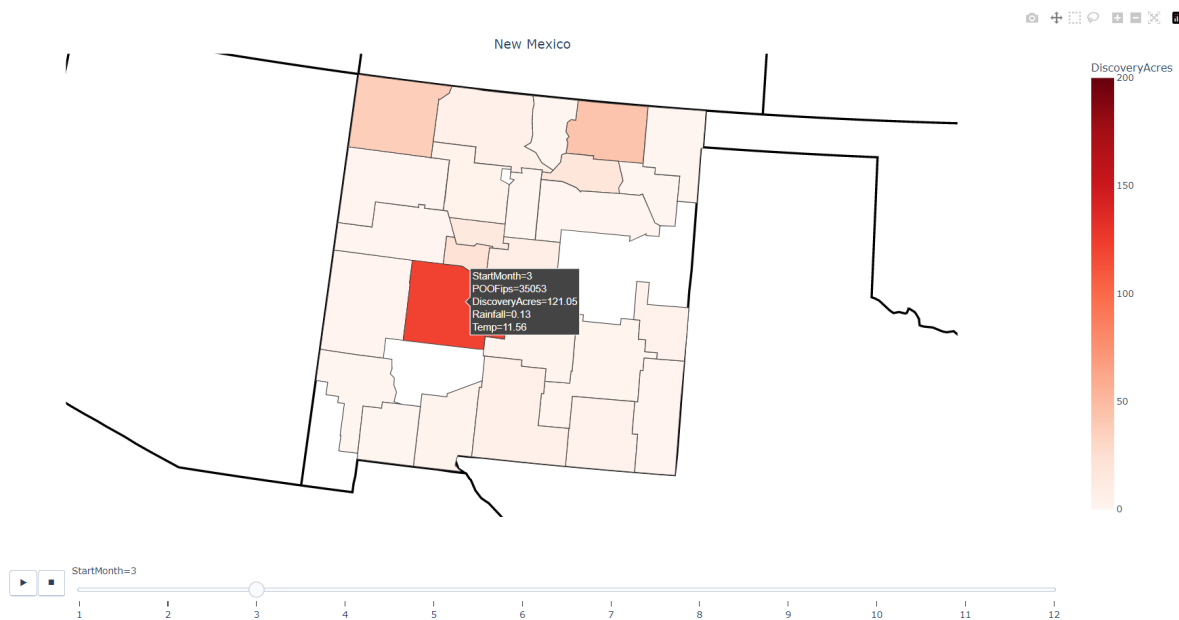 New Mexico
DiscoveryAcres
200
150
100
50
0
StartMonth=3
POOFips=35053
DiscoveryAcres=121.05
Rainfall=0.13
Temp=11.56
StartMonth=3
1 2 3 4 5 6 7 8 9 10 11 12